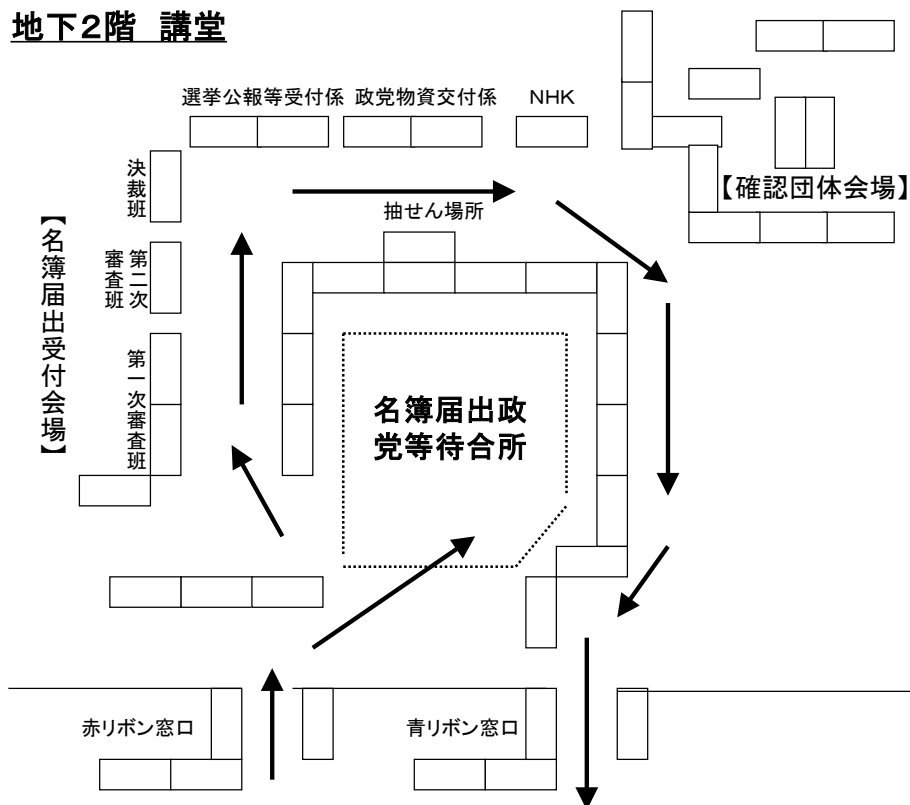 地下2階 講堂
選挙公報等受付係
政党物資交付係
NHK
決裁班
【確認団体会場】
抽せん場所
【名簿届出受付会場】
第二次
審査班
第一次審査班
名簿届出政
党等待合所
赤リボン窓口
青リボン窓口